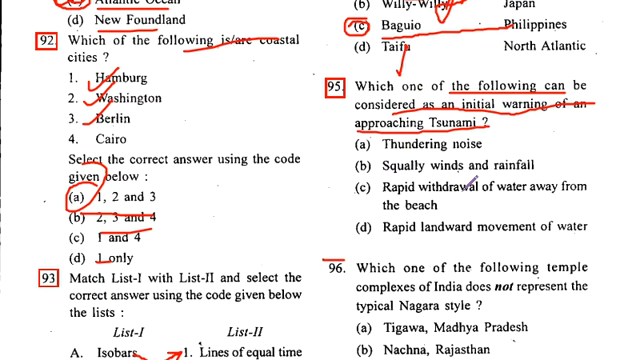 (c) Atlantic Ocean
(d) New Foundland
92 Which of the following is/are coastal
cities ?
1. Hamburg
2. Washington
3. Berlin
4. Cairo
Select the correct answer using the code
given below :
(a) 1, 2 and 3
(b) 2, 3 and 4
(c) 1 and 4
(d) 1 only
93 Match List-I with List-II and select the
correct answer using the code given below
the lists :
List-I List-II
A. Isobars 1. Lines of equal time
(b) Willy-Willy Japan
(c) Baguio Philippines
(d) Taifu North Atlantic
95. Which one of the following can be
considered as an initial warning of an
approaching Tsunami ?
(a) Thundering noise
(b) Squally winds and rainfall
(c) Rapid withdrawal of water away from
the beach
(d) Rapid landward movement of water
96. Which one of the following temple
complexes of India does not represent the
typical Nagara style ?
(a) Tigawa, Madhya Pradesh
(b) Nachna, Rajasthan